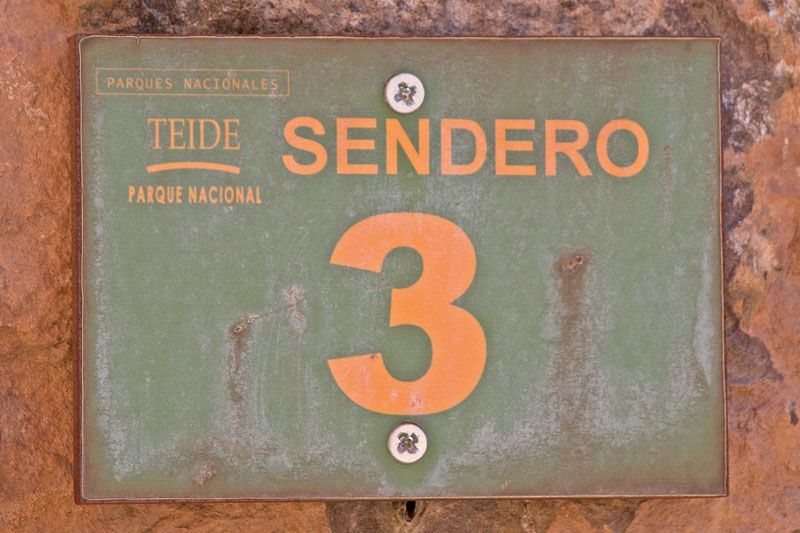 PARQUES NACIONALES
TEIDE
PARQUE NACIONAL
SENDERO
3